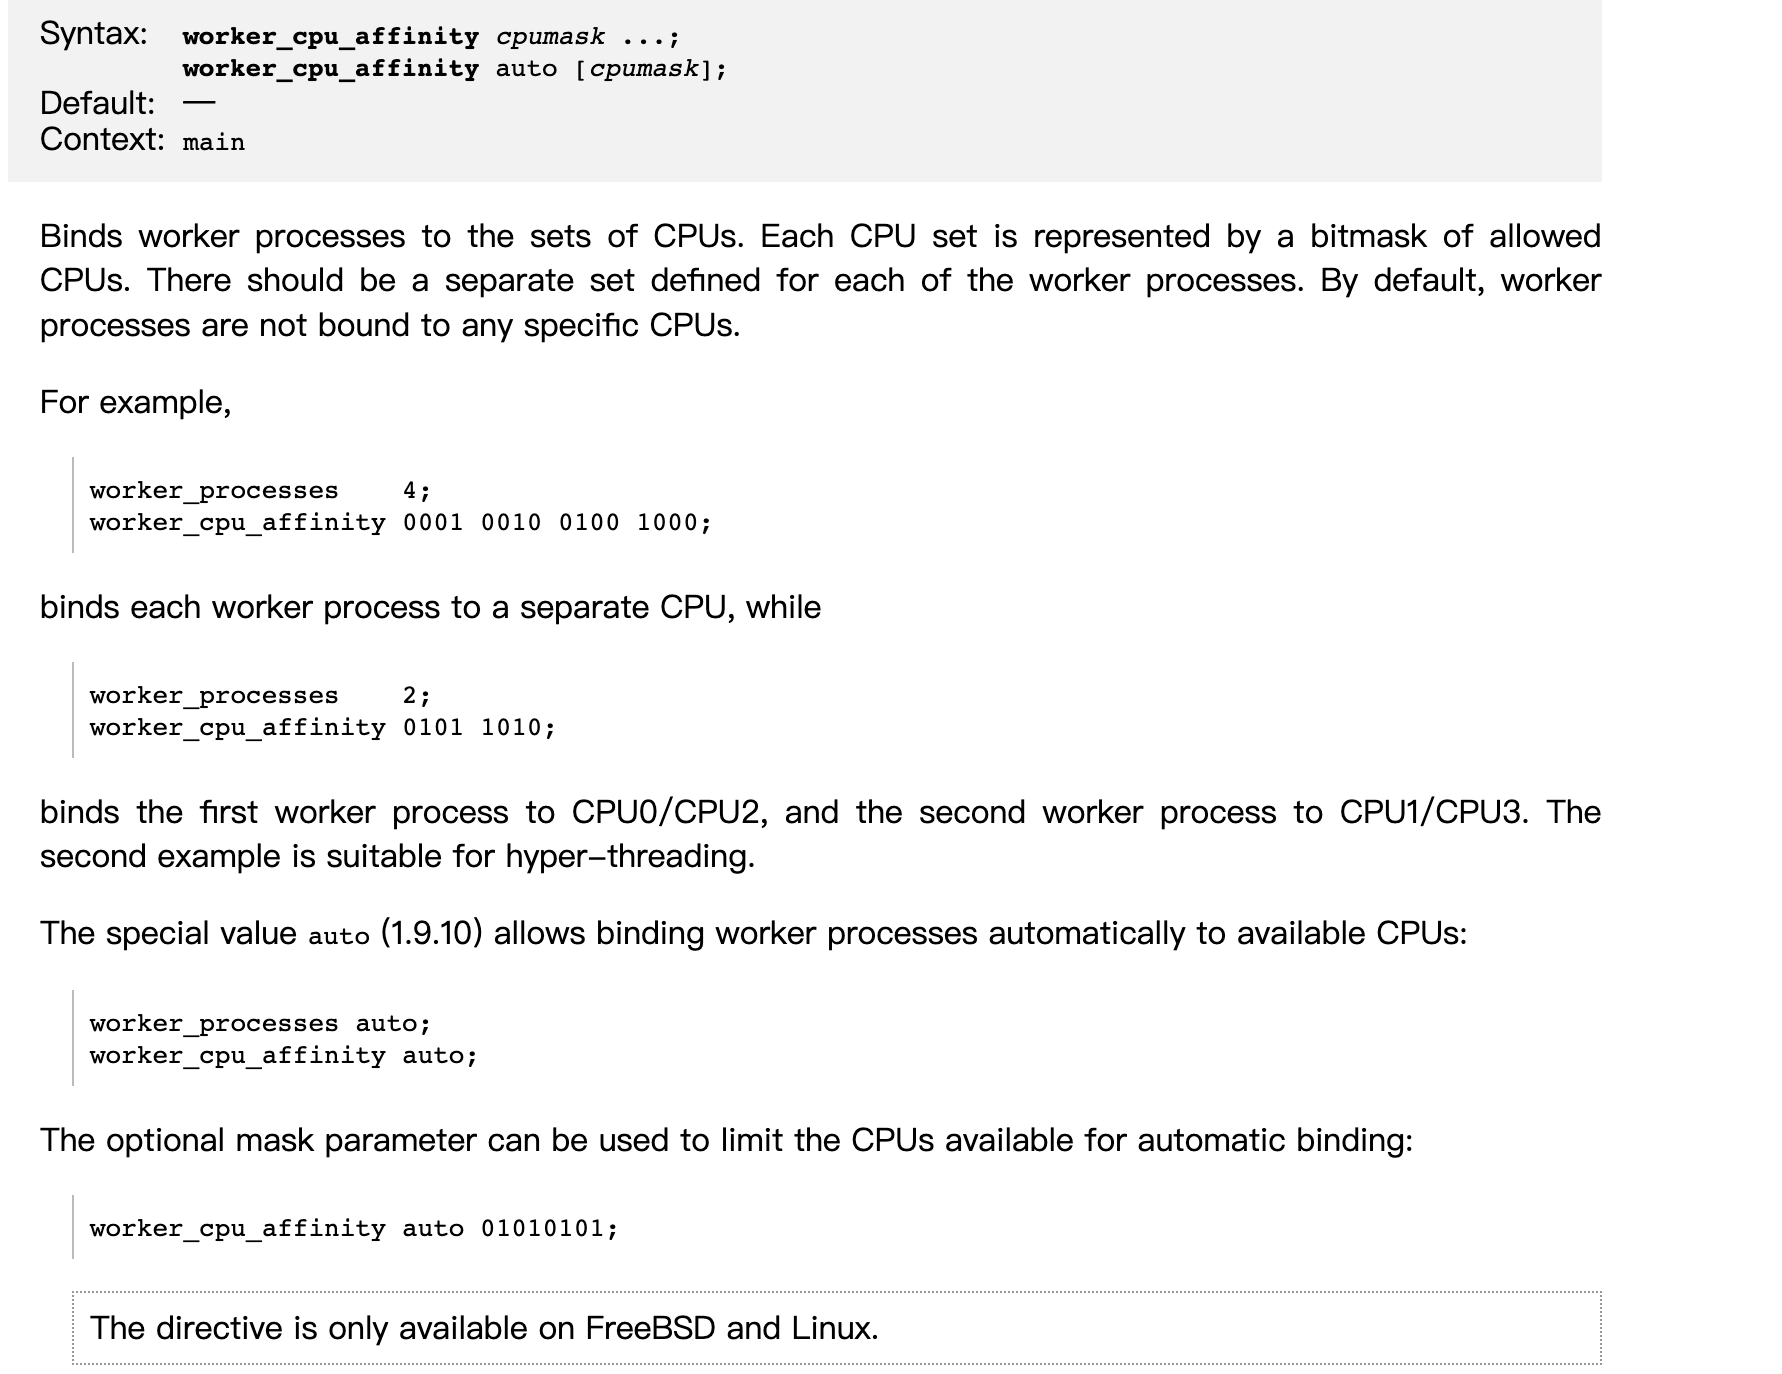 Syntax: worker_cpu_affinity cpumask ...;
worker_cpu_affinity auto [cpumask];
Default: —
Context: main
Binds worker processes to the sets of CPUs. Each CPU set is represented by a bitmask of allowed
CPUs. There should be a separate set defined for each of the worker processes. By default, worker
processes are not bound to any specific CPUs.
For example,
worker_processes    4;
worker_cpu_affinity 0001 0010 0100 1000;
binds each worker process to a separate CPU, while
worker_processes    2;
worker_cpu_affinity 0101 1010;
binds the first worker process to CPU0/CPU2, and the second worker process to CPU1/CPU3. The
second example is suitable for hyper-threading.
The special value auto (1.9.10) allows binding worker processes automatically to available CPUs:
worker_processes auto;
worker_cpu_affinity auto;
The optional mask parameter can be used to limit the CPUs available for automatic binding:
worker_cpu_affinity auto 01010101;
The directive is only available on FreeBSD and Linux.